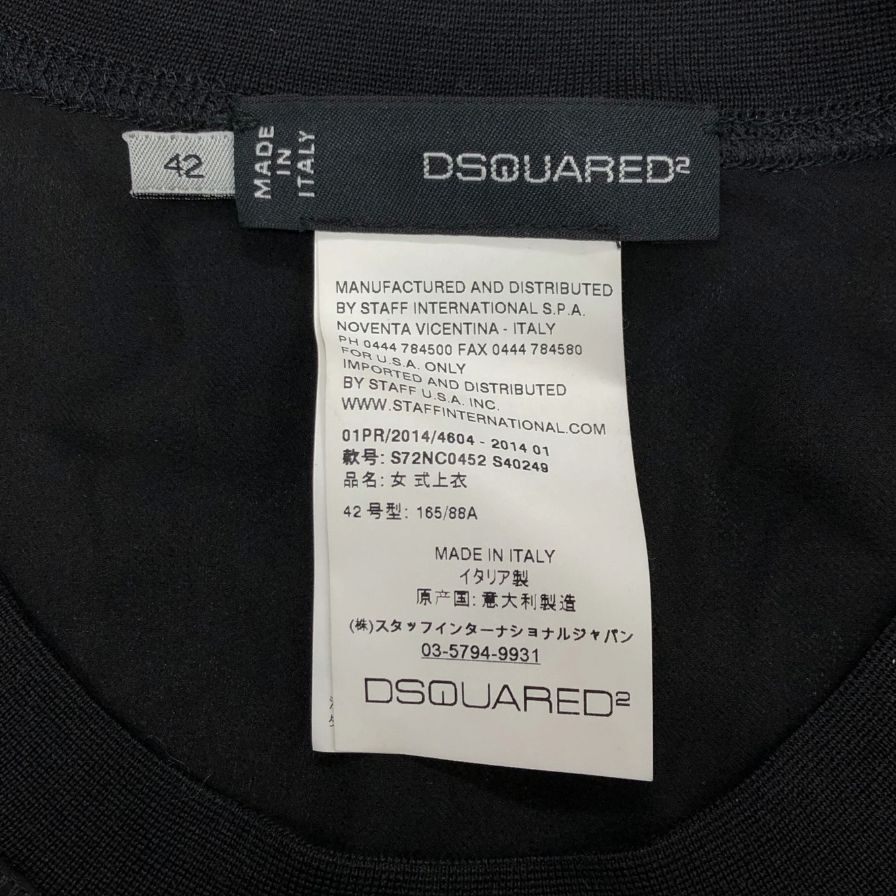 42
MADE
IN
ITALY
DSQUARED²
MANUFACTURED AND DISTRIBUTED
BY STAFF INTERNATIONAL S.P.A.
NOVENTA VICENTINA - ITALY
PH 0444 784500 FAX 0444 784580
FOR U.S.A. ONLY
IMPORTED AND DISTRIBUTED
BY STAFF U.S.A. INC.
WWW.STAFFINTERNATIONAL.COM
01PR/2014/4604 - 2014 01
款号: S72NC0452 S40249
品名: 女 式上衣
42 号型: 165/88A
MADE IN ITALY
イタリア製
原产国: 意大利製造
(株)スタッフインターナショナルジャパン
03-5794-9931
DSQUARED²